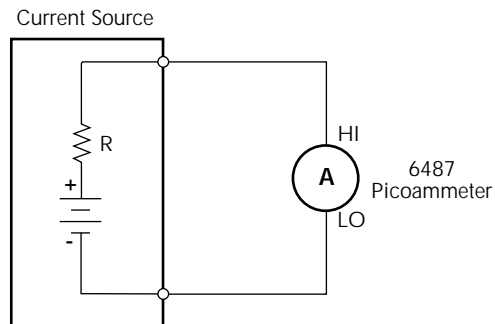 Current Source
R
+
-
HI
A
LO
6487
Picoammeter